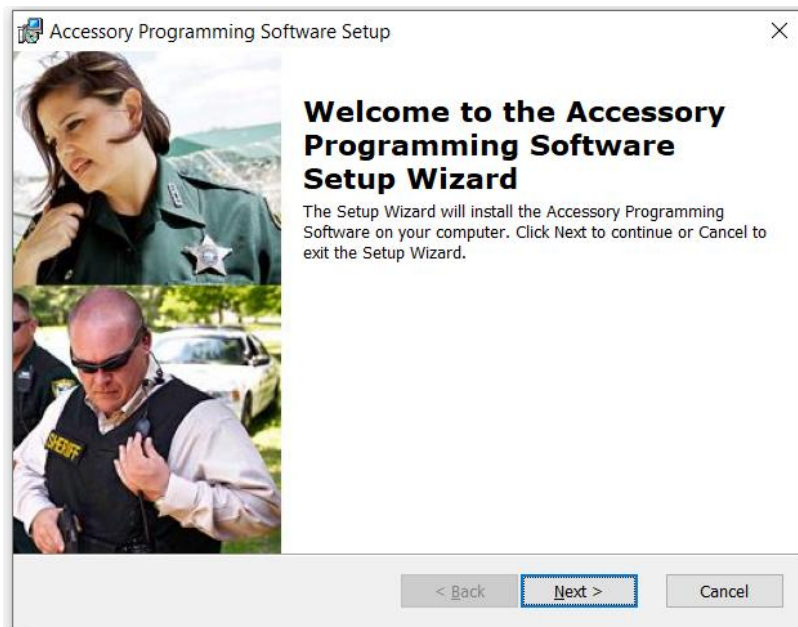 Accessory Programming Software Setup
Welcome to the Accessory
Programming Software
Setup Wizard
The Setup Wizard will install the Accessory Programming
Software on your computer. Click Next to continue or Cancel to
exit the Setup Wizard.
SHERIFF
< Back
Next >
Cancel